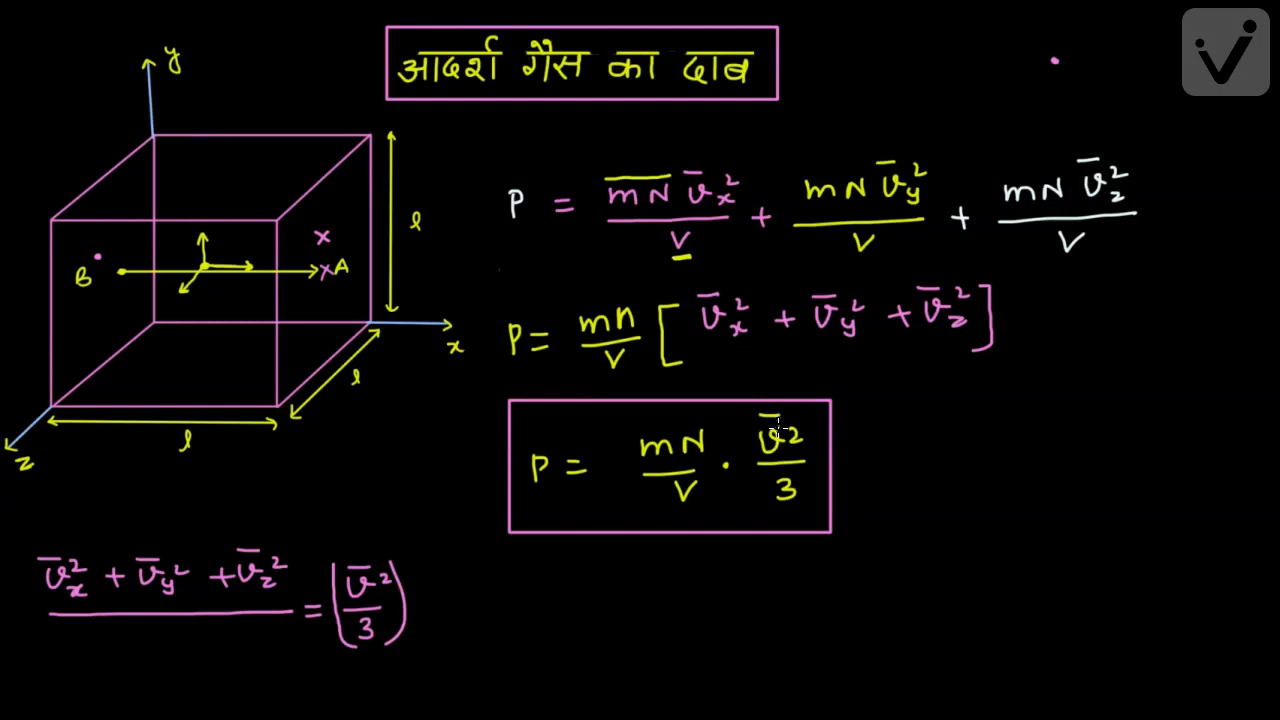 आदर्श गैस का दाब
y
P = mN v̄x²/V + mN v̄y²/V + mN v̄z²/V
l
x
B
xA
P = mn/V [ v̄x² + v̄y² + v̄z² ]
x
l
l
z
P = mN/V · v̄²/3
v̄x² + v̄y² + v̄z² = (v̄²/3)